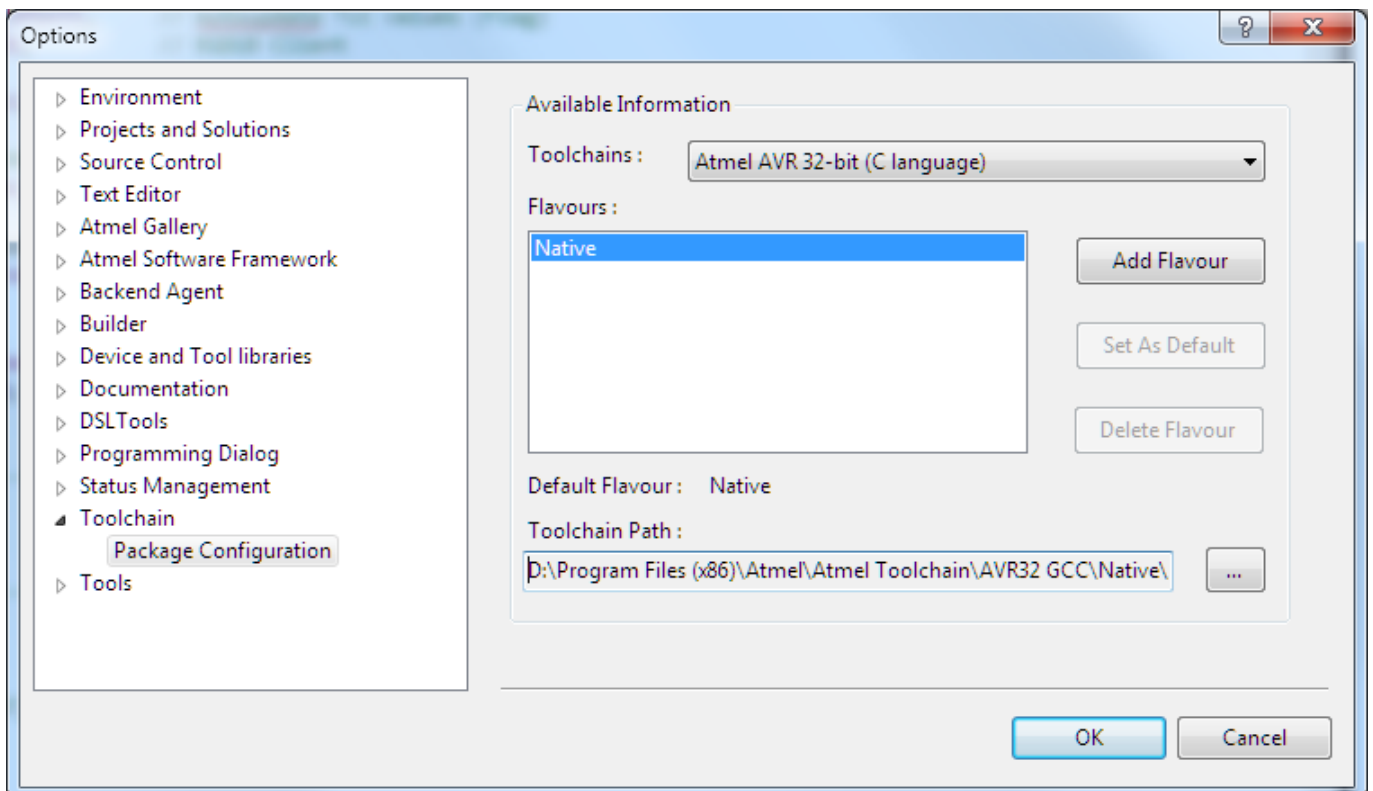 Options
Environment
Projects and Solutions
Source Control
Text Editor
Atmel Gallery
Atmel Software Framework
Backend Agent
Builder
Device and Tool libraries
Documentation
DSLTools
Programming Dialog
Status Management
Toolchain
Package Configuration
Tools
Available Information
Toolchains :
Atmel AVR 32-bit (C language)
Flavours :
Native
Add Flavour
Set As Default
Delete Flavour
Default Flavour : Native
Toolchain Path :
D:\Program Files (x86)\Atmel\Atmel Toolchain\AVR32 GCC\Native\
...
OK
Cancel